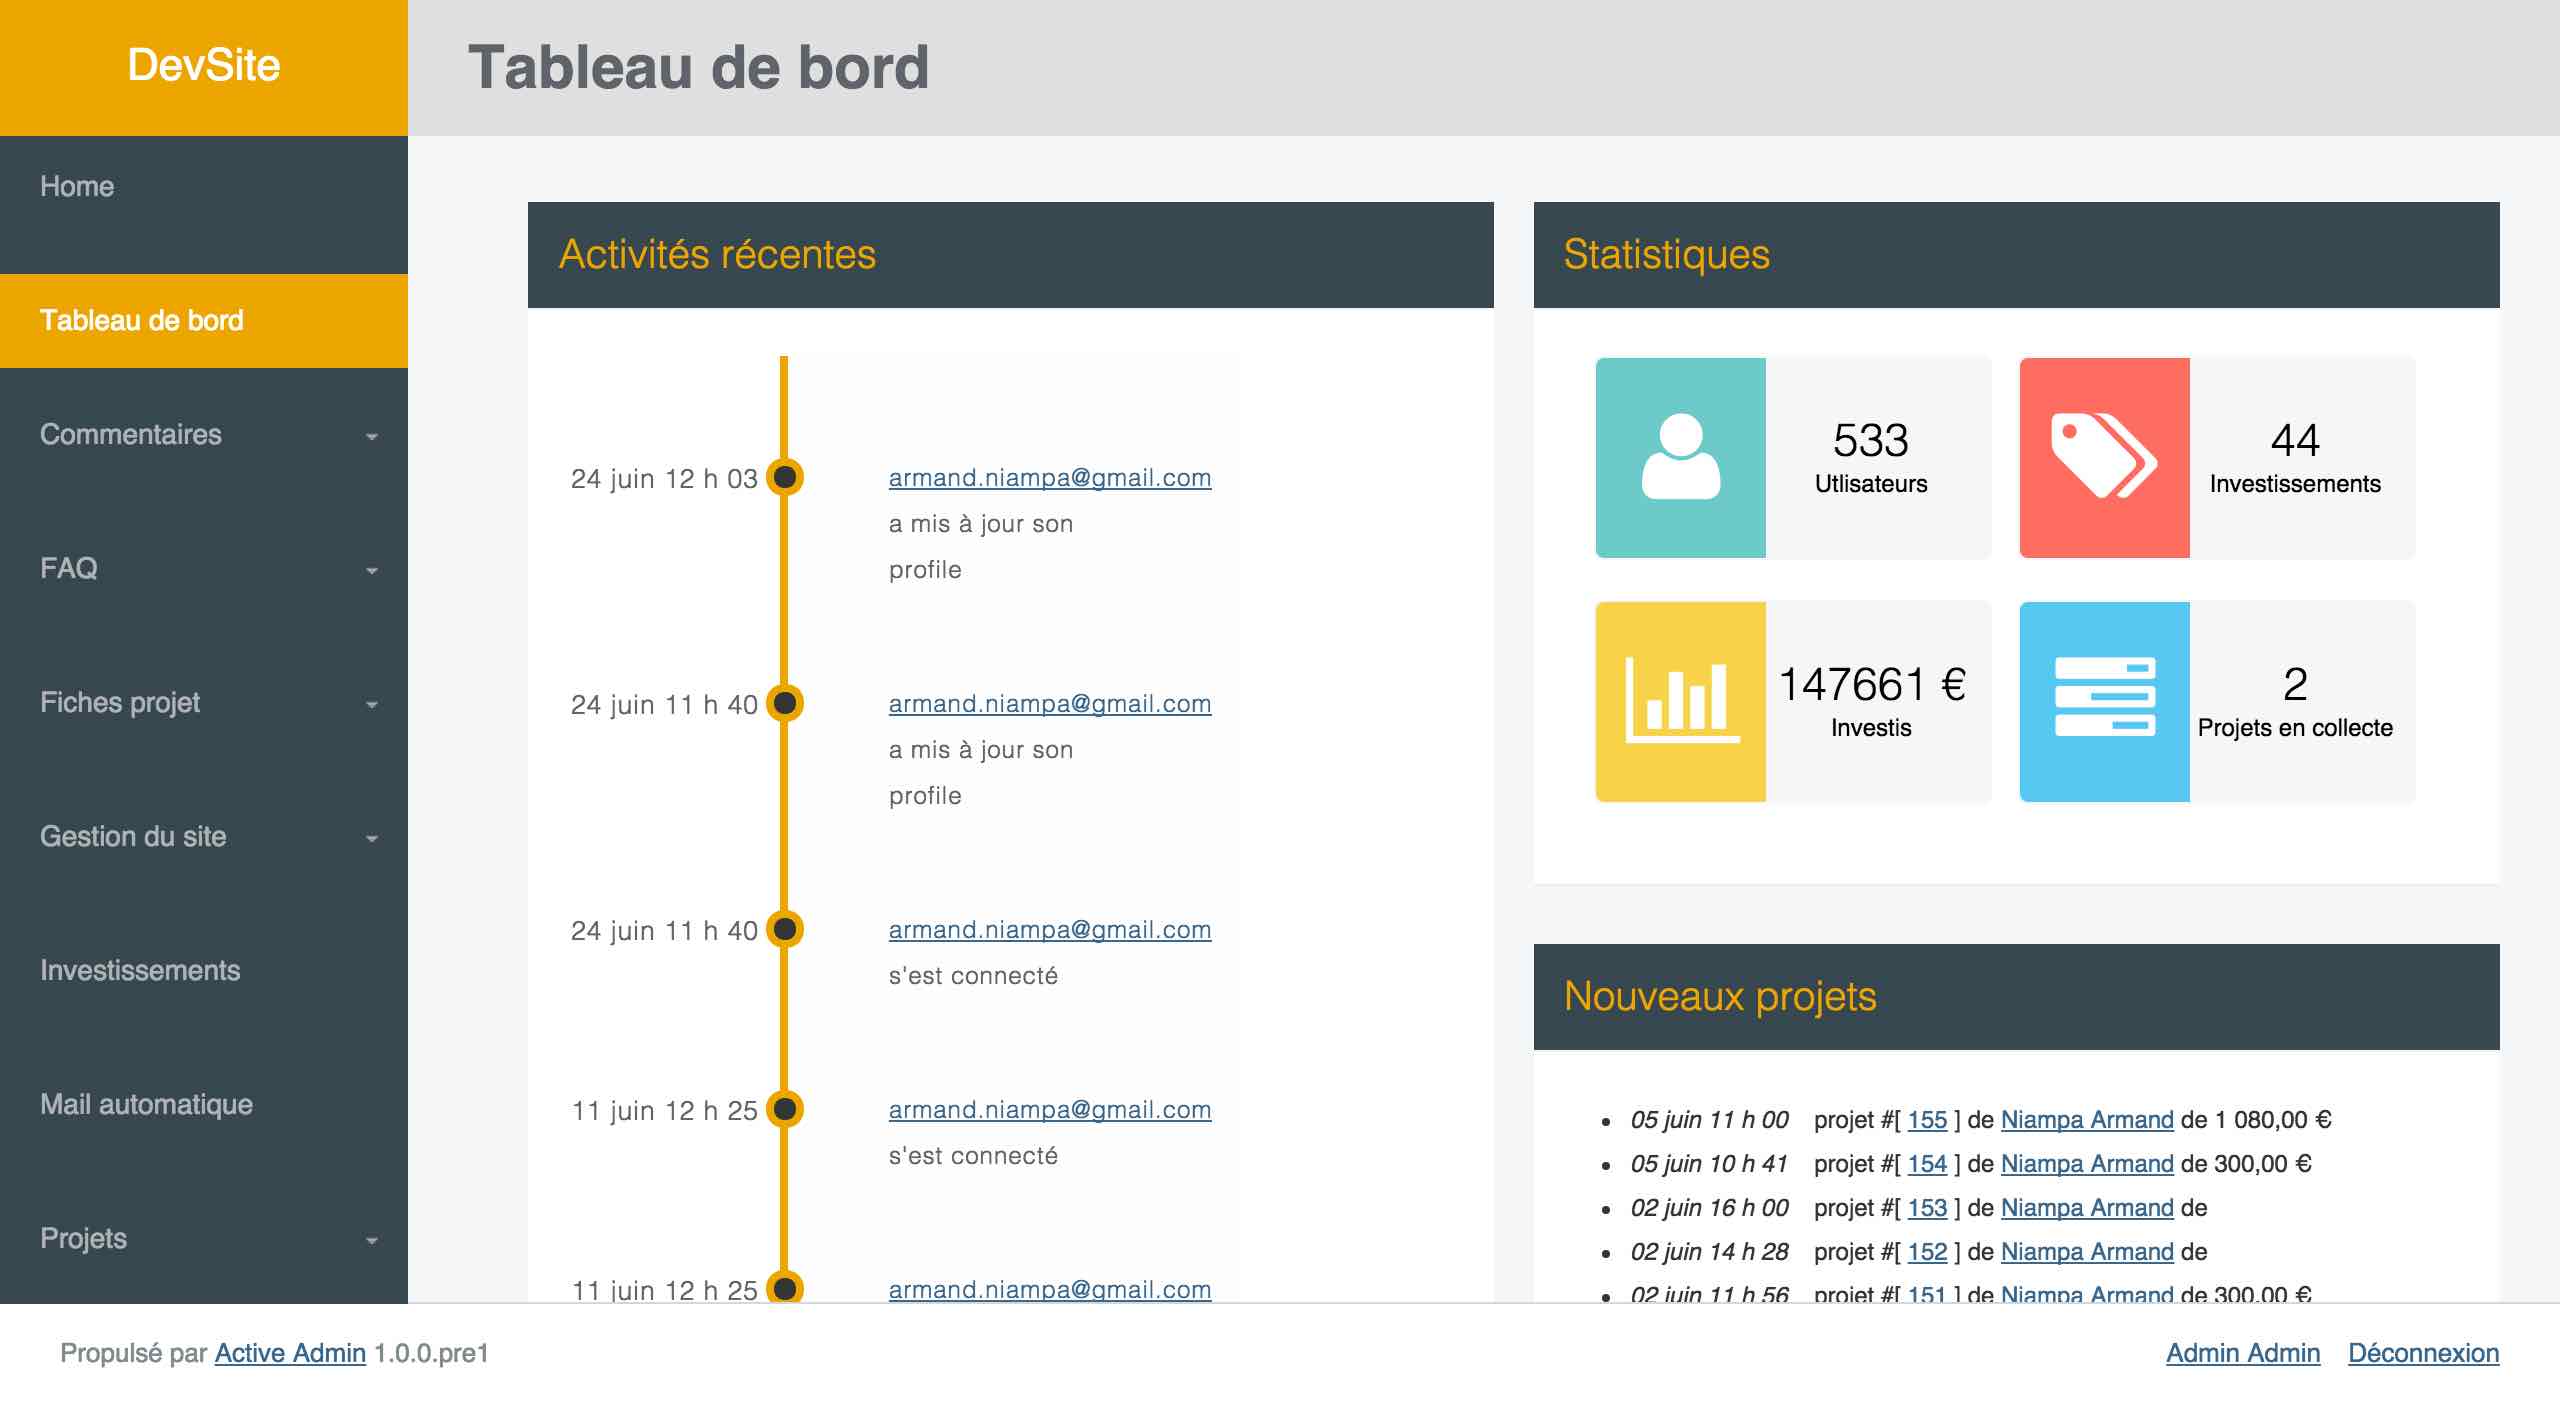 DevSite
Tableau de bord
Home
Tableau de bord
Commentaires
FAQ
Fiches projet
Gestion du site
Investissements
Mail automatique
Projets
Activités récentes
24 juin 12 h 03
armand.niampa@gmail.com
a mis à jour son
profile
24 juin 11 h 40
armand.niampa@gmail.com
a mis à jour son
profile
24 juin 11 h 40
armand.niampa@gmail.com
s'est connecté
11 juin 12 h 25
armand.niampa@gmail.com
s'est connecté
11 juin 12 h 25
armand.niampa@gmail.com
Statistiques
533
Utlisateurs
44
Investissements
147661 €
Investis
2
Projets en collecte
Nouveaux projets
• 05 juin 11 h 00 projet #[ 155 ] de Niampa Armand de 1 080,00 €
• 05 juin 10 h 41 projet #[ 154 ] de Niampa Armand de 300,00 €
• 02 juin 16 h 00 projet #[ 153 ] de Niampa Armand de
• 02 juin 14 h 28 projet #[ 152 ] de Niampa Armand de
• 02 juin 11 h 56 projet #[ 151 ] de Niampa Armand de 300,00 €
Propulsé par Active Admin 1.0.0.pre1
Admin Admin Déconnexion